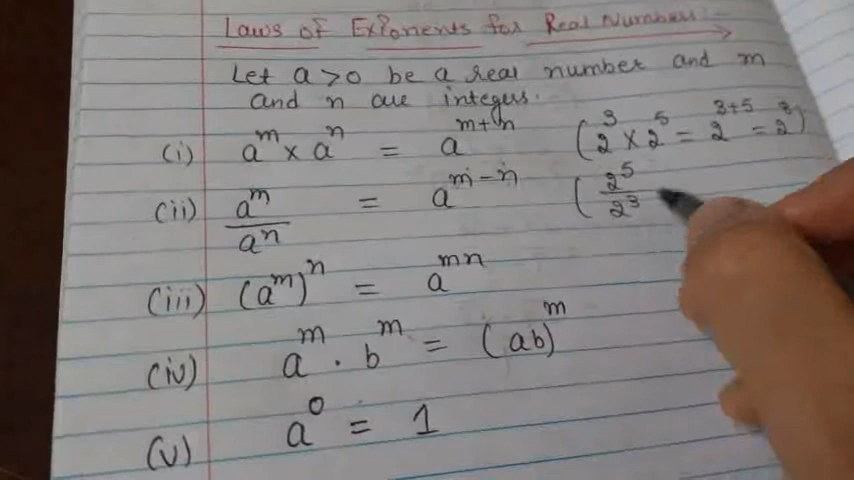 Laws of Exponents for Real Numbers :-
Let a > 0 be a real number and m
and n are integers.
(i) a^m × a^n = a^{m+n} (2^3 × 2^5 = 2^{3+5} = 2^8)
(ii) a^m / a^n = a^{m-n} (2^5 / 2^3
(iii) (a^m)^n = a^{mn}
(iv) a^m · b^m = (ab)^m
(v) a^0 = 1